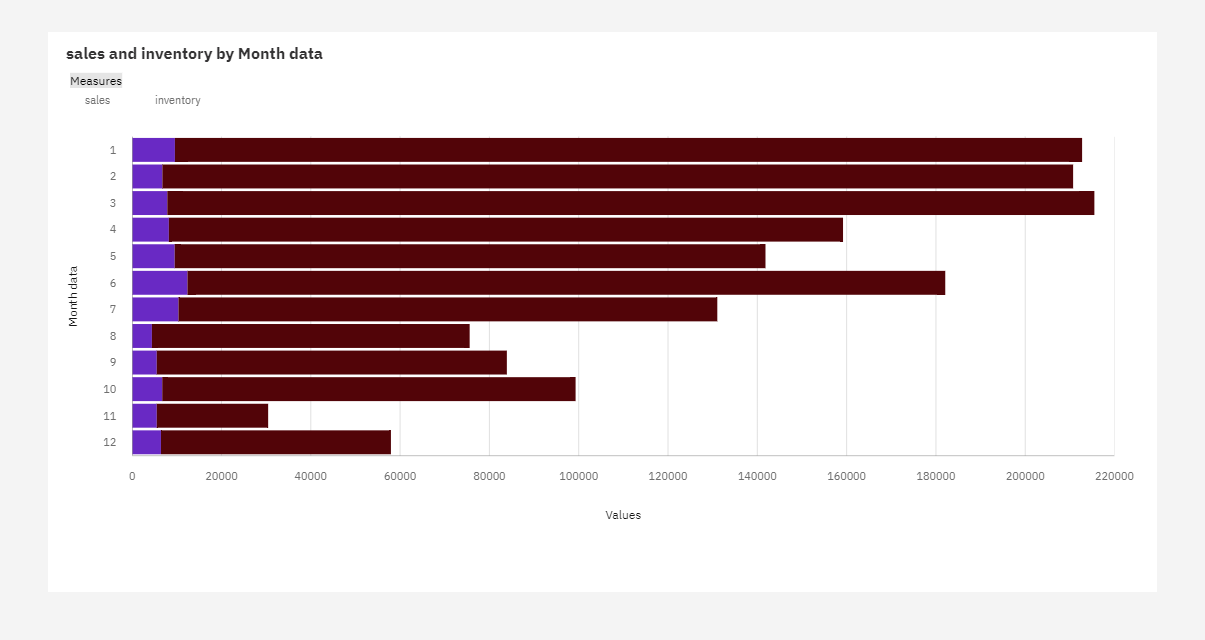 sales and inventory by Month data
Measures
sales inventory
Month data
1
2
3
4
5
6
7
8
9
10
11
12
0 20000 40000 60000 80000 100000 120000 140000 160000 180000 200000 220000
Values